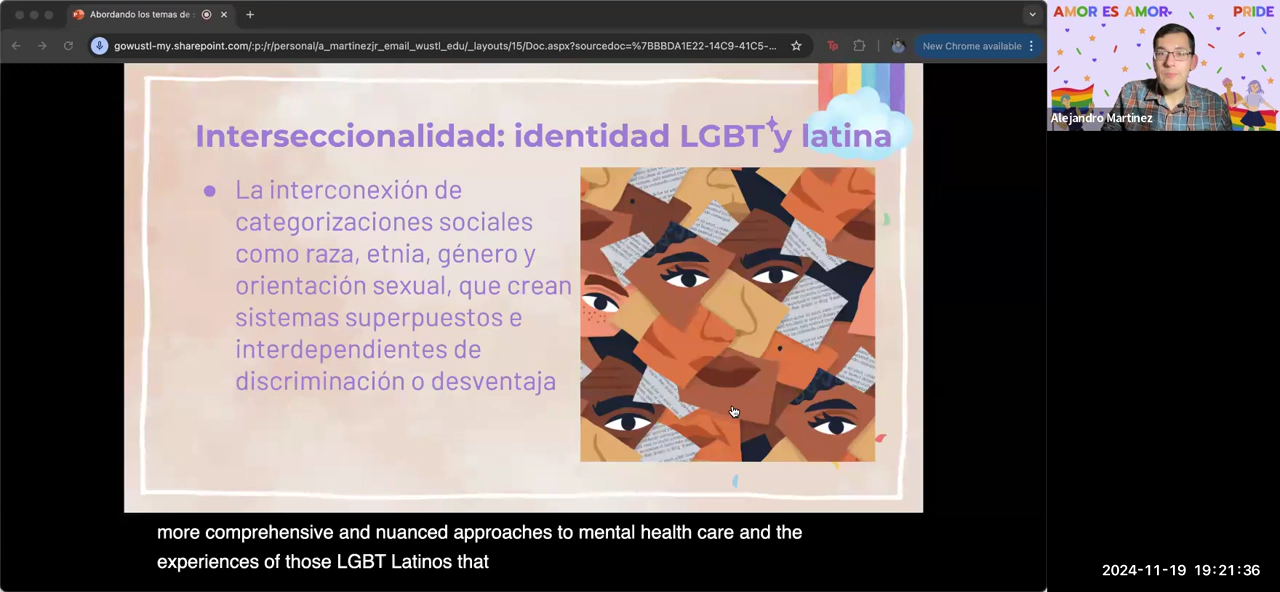 Abordando los temas de
gowustl-my.sharepoint.com/:p:/r/personal/a_martinezjr_email_wustl_edu/_layouts/15/Doc.aspx?sourcedoc=%7BBBDA1E22-14C9-41C5-...
Tp
New Chrome available
AMOR ES AMOR PRIDE
Alejandro Martinez
Interseccionalidad: identidad LGBT y latina
La interconexión de
categorizaciones sociales
como raza, etnia, género y
orientación sexual, que crean
sistemas superpuestos e
interdependientes de
discriminación o desventaja
more comprehensive and nuanced approaches to mental health care and the
experiences of those LGBT Latinos that
2024-11-19 19:21:36